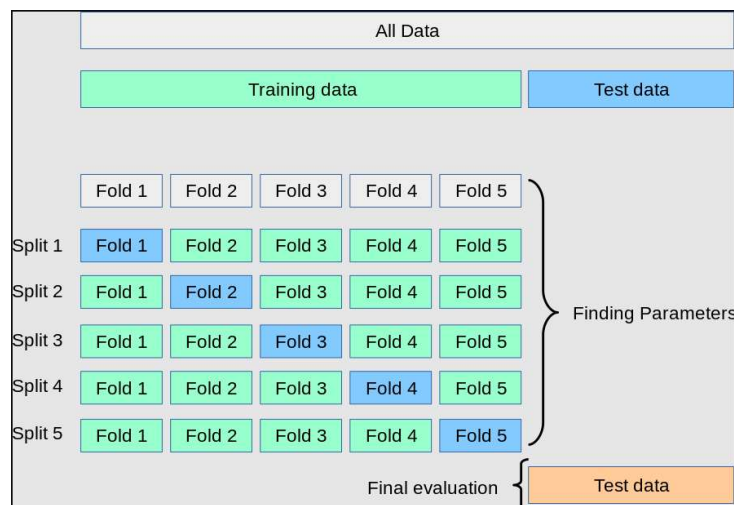 All Data
Training data Test data
Fold 1 Fold 2 Fold 3 Fold 4 Fold 5
Split 1 Fold 1 Fold 2 Fold 3 Fold 4 Fold 5
Split 2 Fold 1 Fold 2 Fold 3 Fold 4 Fold 5
Finding Parameters
Split 3 Fold 1 Fold 2 Fold 3 Fold 4 Fold 5
Split 4 Fold 1 Fold 2 Fold 3 Fold 4 Fold 5
Split 5 Fold 1 Fold 2 Fold 3 Fold 4 Fold 5
Final evaluation Test data